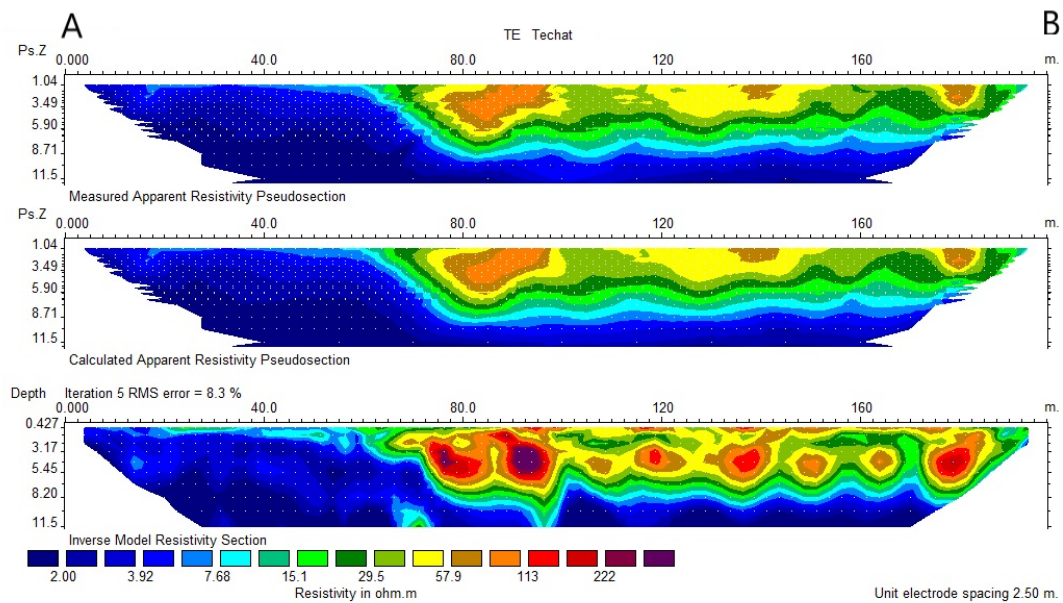 A B
TE Techat
Ps.Z 0.000 40.0 80.0 120 160 m.
1.04
3.49
5.90
8.71
11.5
Measured Apparent Resistivity Pseudosection
Ps.Z 0.000 40.0 80.0 120 160 m.
1.04
3.49
5.90
8.71
11.5
Calculated Apparent Resistivity Pseudosection
Depth Iteration 5 RMS error = 8.3 %
0.000 40.0 80.0 120 160 m.
0.427
3.17
5.45
8.20
11.5
Inverse Model Resistivity Section
2.00 3.92 7.68 15.1 29.5 57.9 113 222
Resistivity in ohm.m Unit electrode spacing 2.50 m.